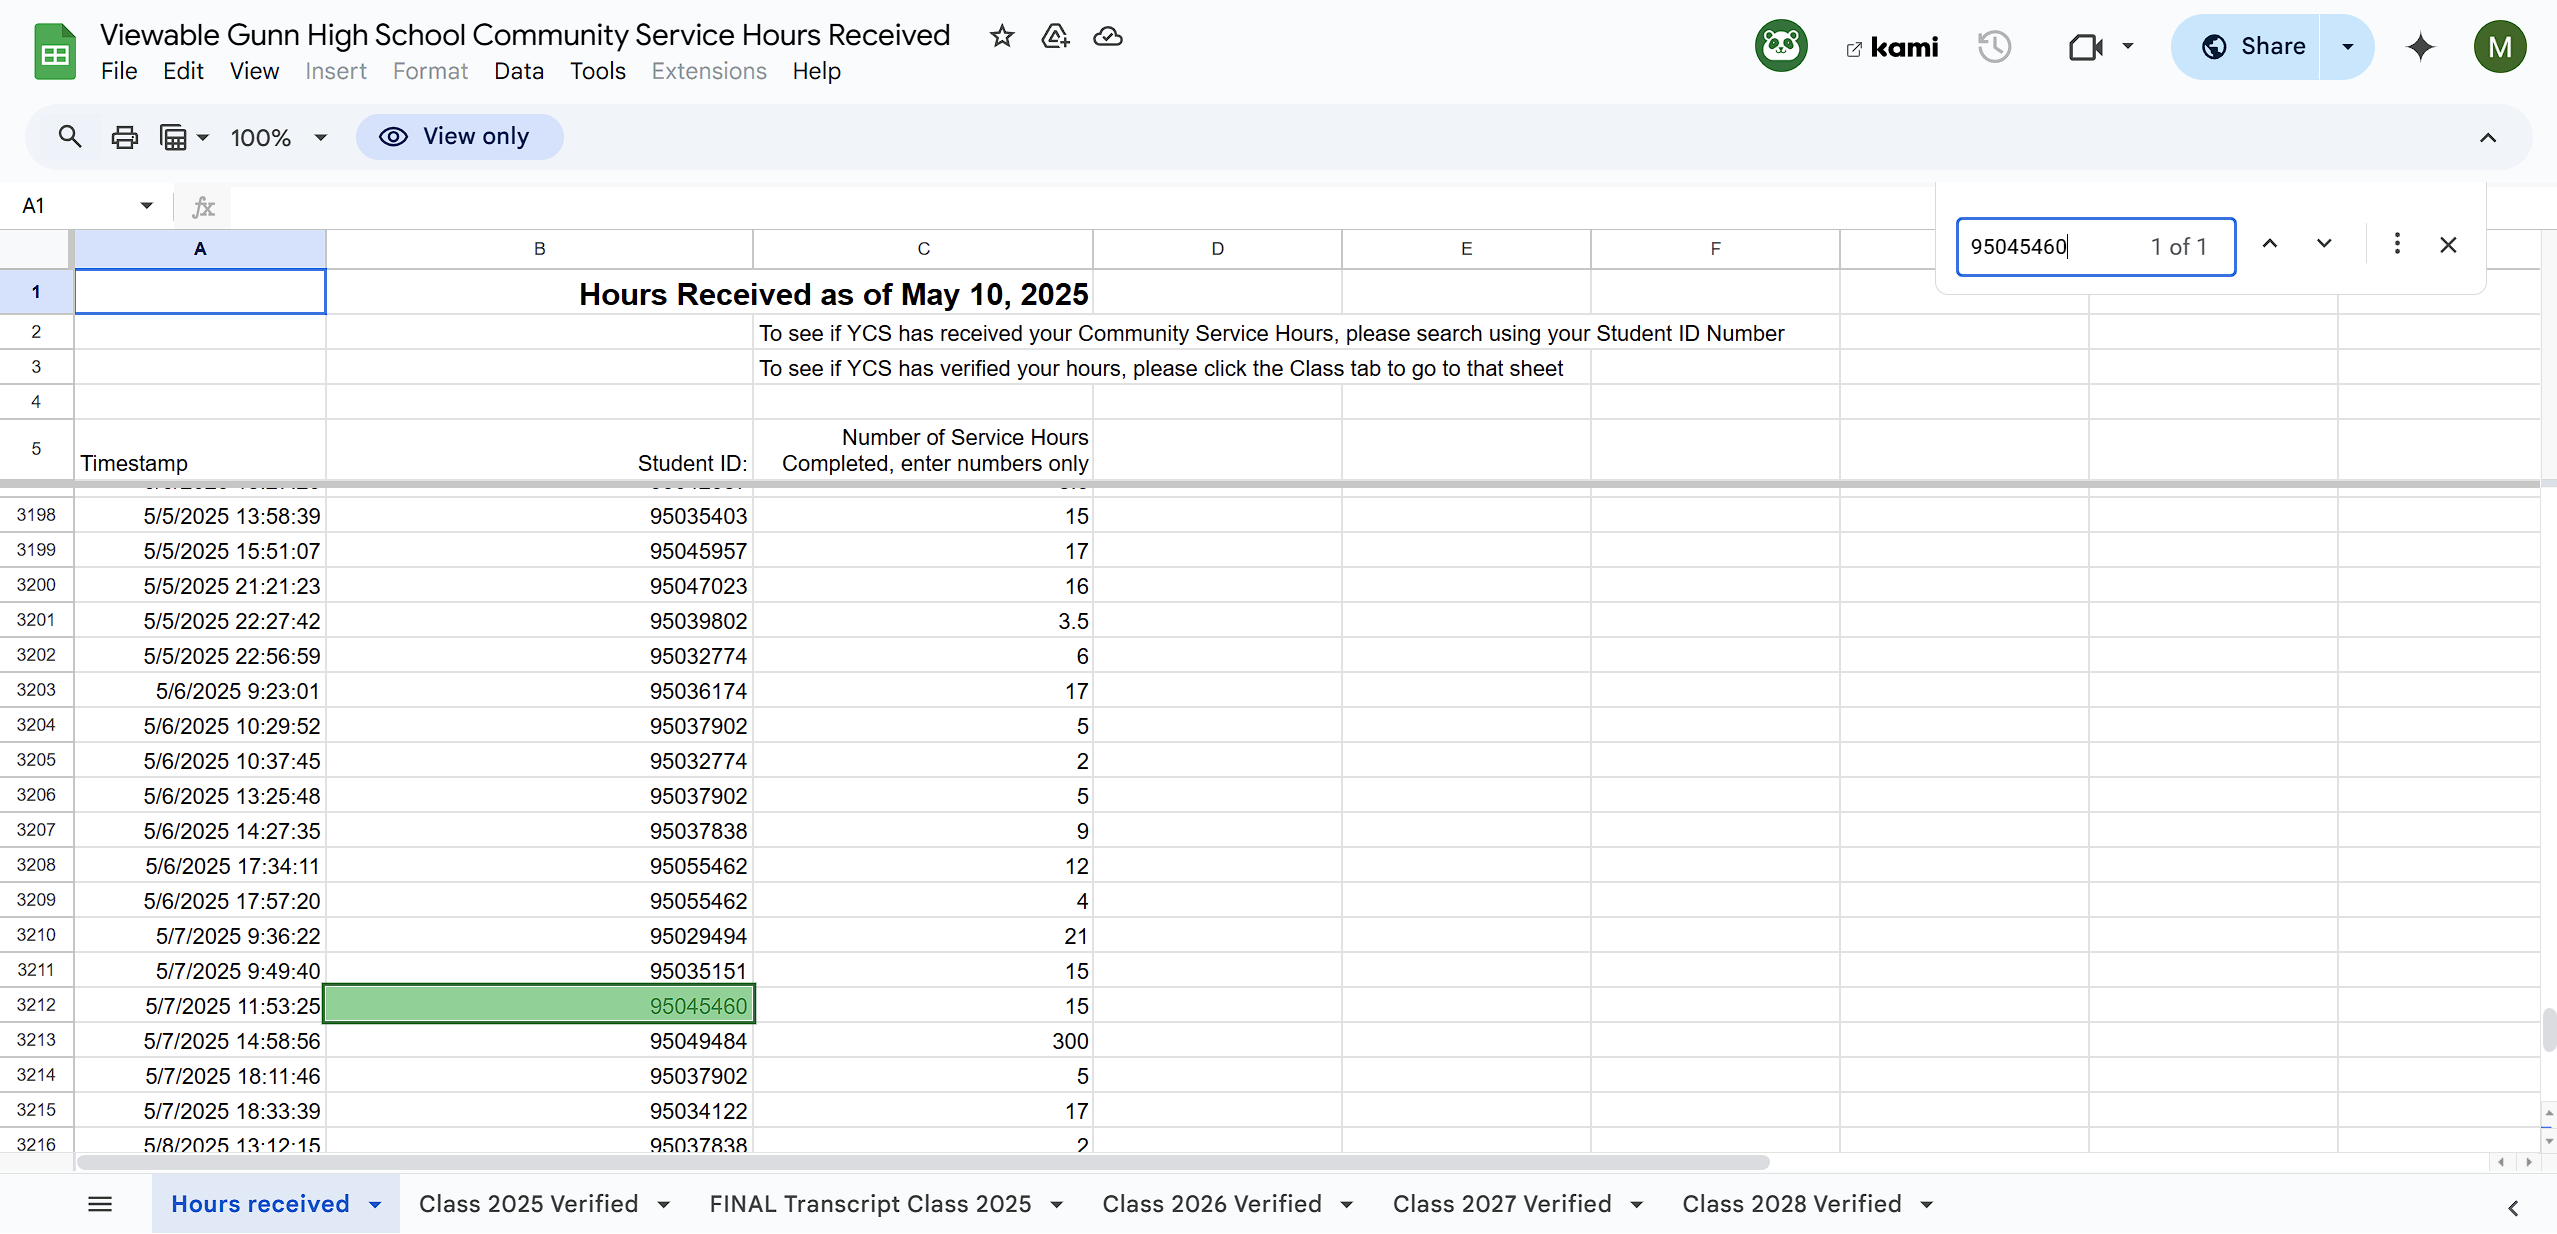 Viewable Gunn High School Community Service Hours Received
File Edit View Insert Format Data Tools Extensions Help
kami
Share
M
100%
View only
A1
fx
95045460 1 of 1
A B C D E F
1 Hours Received as of May 10, 2025
2 To see if YCS has received your Community Service Hours, please search using your Student ID Number
3 To see if YCS has verified your hours, please click the Class tab to go to that sheet
4
Number of Service Hours
5 Timestamp Student ID: Completed, enter numbers only
3198 5/5/2025 13:58:39 95035403 15
3199 5/5/2025 15:51:07 95045957 17
3200 5/5/2025 21:21:23 95047023 16
3201 5/5/2025 22:27:42 95039802 3.5
3202 5/5/2025 22:56:59 95032774 6
3203 5/6/2025 9:23:01 95036174 17
3204 5/6/2025 10:29:52 95037902 5
3205 5/6/2025 10:37:45 95032774 2
3206 5/6/2025 13:25:48 95037902 5
3207 5/6/2025 14:27:35 95037838 9
3208 5/6/2025 17:34:11 95055462 12
3209 5/6/2025 17:57:20 95055462 4
3210 5/7/2025 9:36:22 95029494 21
3211 5/7/2025 9:49:40 95035151 15
3212 5/7/2025 11:53:25 95045460 15
3213 5/7/2025 14:58:56 95049484 300
3214 5/7/2025 18:11:46 95037902 5
3215 5/7/2025 18:33:39 95034122 17
3216 5/8/2025 13:12:15 95037838 2
Hours received Class 2025 Verified FINAL Transcript Class 2025 Class 2026 Verified Class 2027 Verified Class 2028 Verified